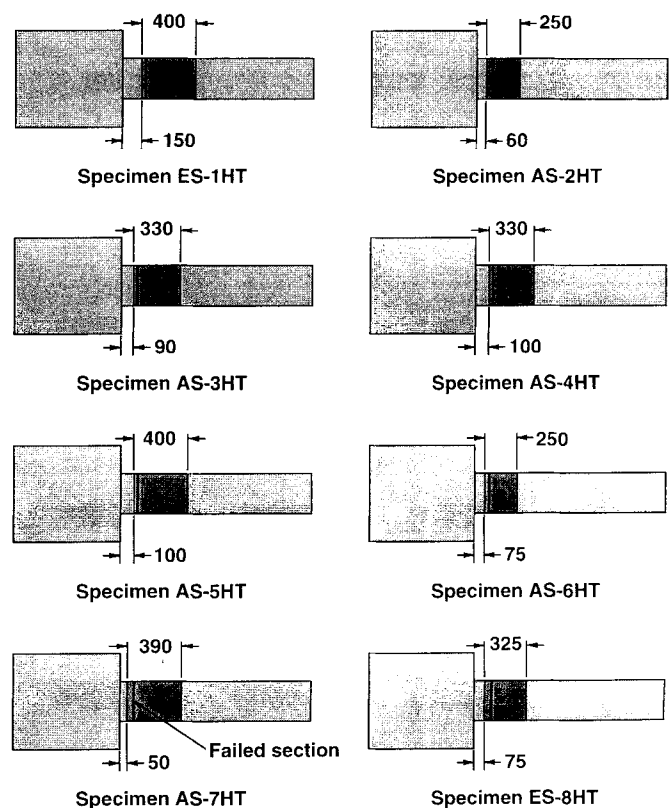 400
250
150
60
Specimen ES-1HT
Specimen AS-2HT
330
330
90
100
Specimen AS-3HT
Specimen AS-4HT
400
250
100
75
Specimen AS-5HT
Specimen AS-6HT
390
325
Failed section
50
75
Specimen AS-7HT
Specimen ES-8HT